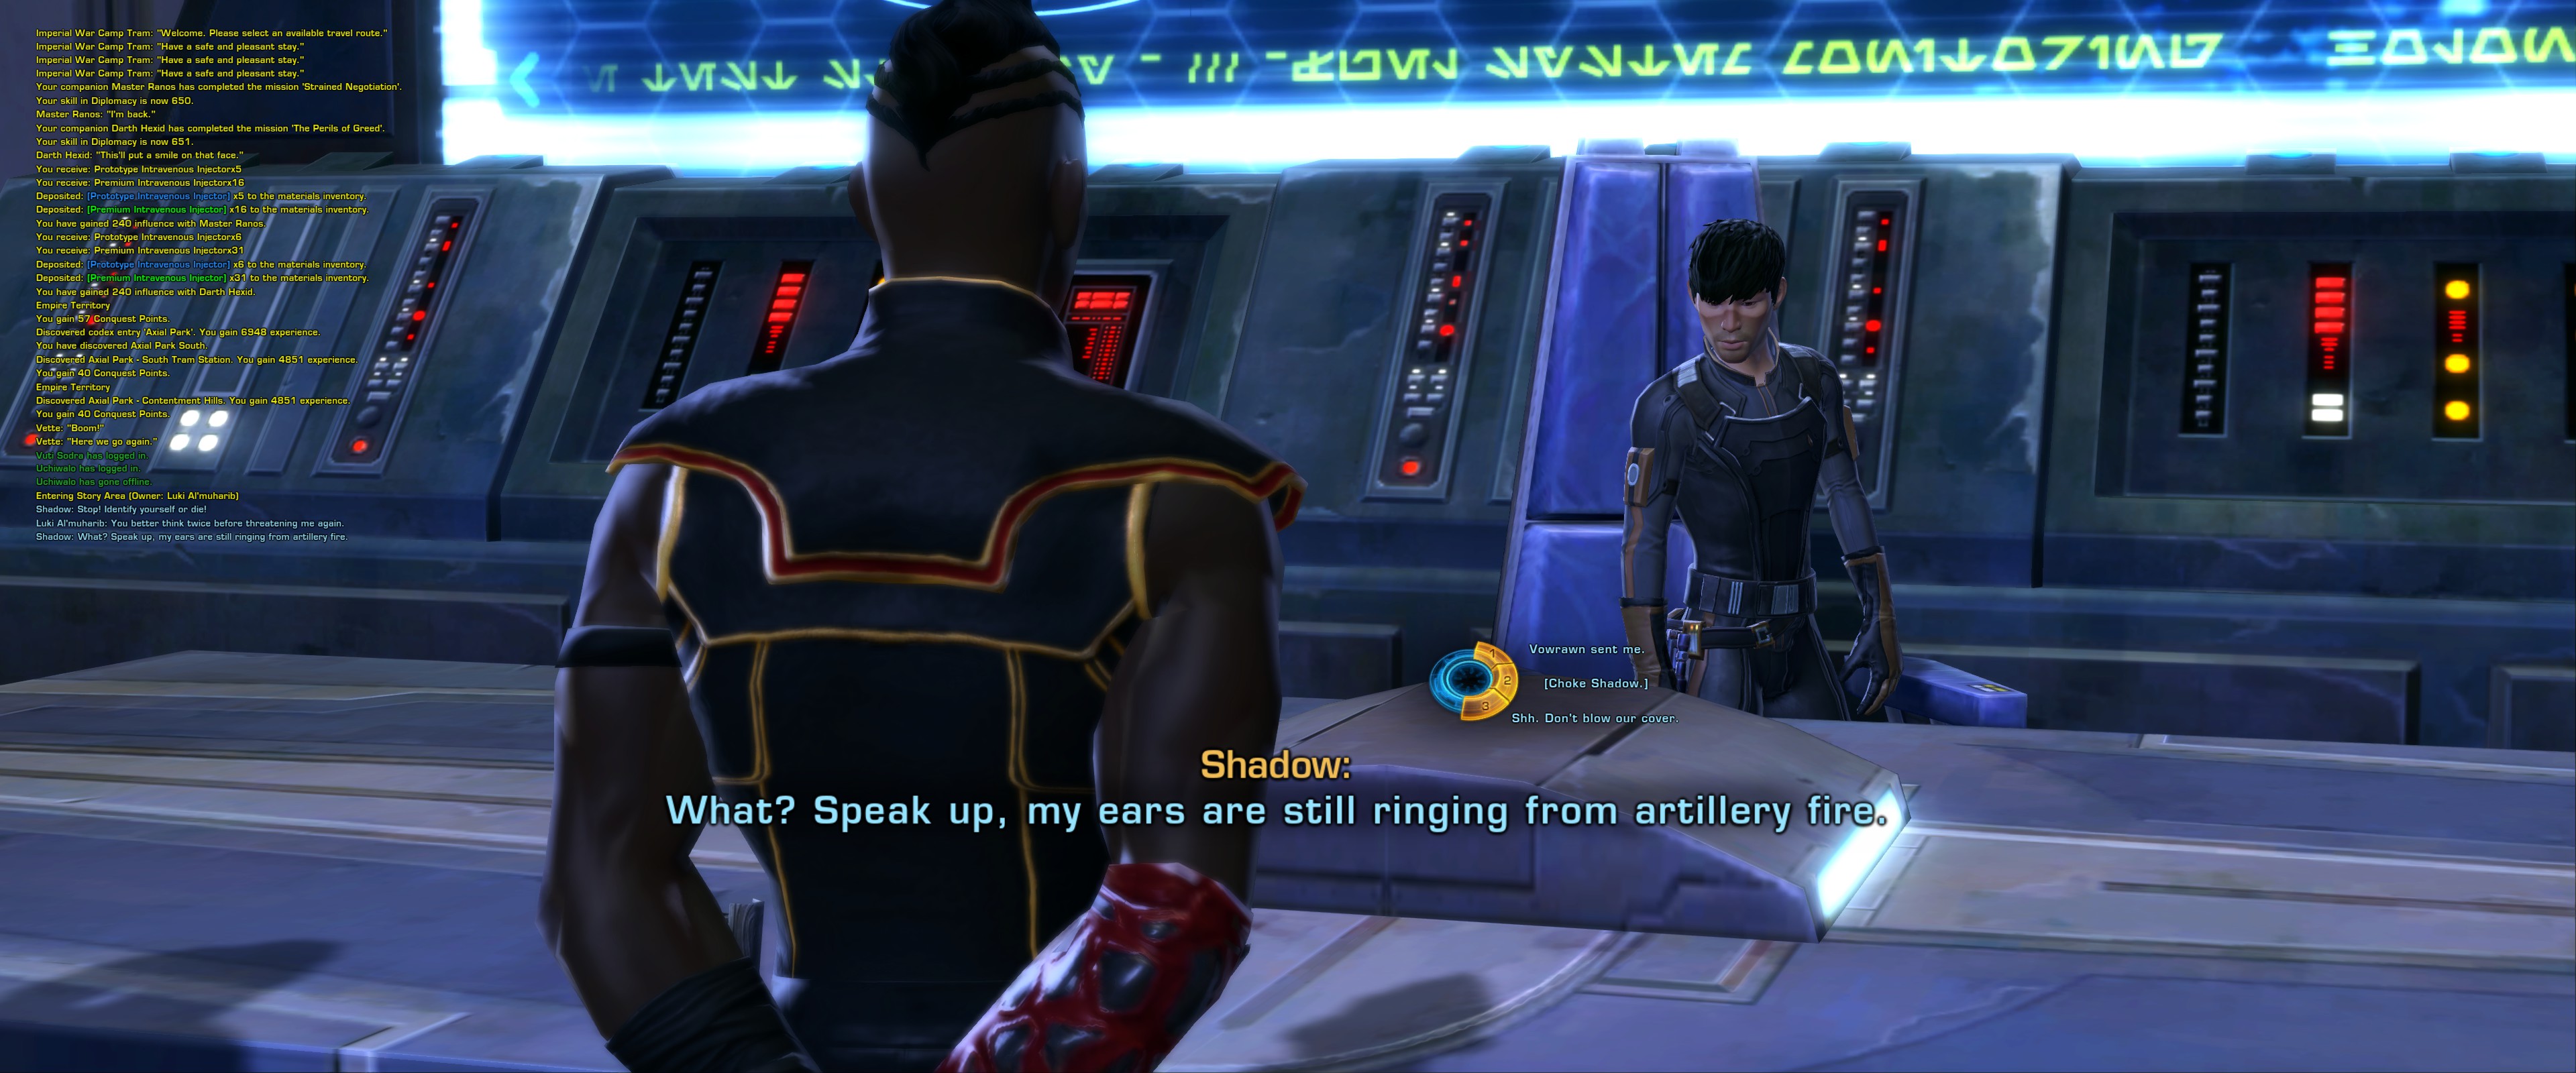 Imperial War Camp Tram: "Welcome. Please select an available travel route."
Imperial War Camp Tram: "Have a safe and pleasant stay."
Imperial War Camp Tram: "Have a safe and pleasant stay."
Imperial War Camp Tram: "Have a safe and pleasant stay."
Your companion Master Ranos has completed the mission 'Strained Negotiation'.
Your skill in Diplomacy is now 650.
Master Ranos: "I'm back."
Your companion Darth Hexid has completed the mission 'The Perils of Greed'.
Your skill in Diplomacy is now 651.
Darth Hexid: "This'll put a smile on that face."
You receive: Prototype Intravenous Injectorx5
You receive: Premium Intravenous Injectorx16
Deposited: [Prototype Intravenous Injector] x5 to the materials inventory.
Deposited: [Premium Intravenous Injector] x16 to the materials inventory.
You have gained 240 influence with Master Ranos.
You receive: Prototype Intravenous Injectorx6
You receive: Premium Intravenous Injectorx31
Deposited: [Prototype Intravenous Injector] x6 to the materials inventory.
Deposited: [Premium Intravenous Injector] x31 to the materials inventory.
You have gained 240 influence with Darth Hexid.
Empire Territory
You gain 57 Conquest Points.
Discovered codex entry 'Axial Park'. You gain 6948 experience.
You have discovered Axial Park South.
Discovered Axial Park - South Tram Station. You gain 4851 experience.
You gain 40 Conquest Points.
Empire Territory
Discovered Axial Park - Contentment Hills. You gain 4851 experience.
You gain 40 Conquest Points.
Vette: "Boom!"
Vette: "Here we go again."
Vuti Sodra has logged in.
Uchiwalo has logged in.
Uchiwalo has gone offline.
Entering Story Area (Owner: Luki Al'muharib)
Shadow: Stop! Identify yourself or die!
Luki Al'muharib: You better think twice before threatening me again.
Shadow: What? Speak up, my ears are still ringing from artillery fire.
1 Vowrawn sent me.
2 [Choke Shadow.]
3 Shh. Don't blow our cover.
Shadow:
What? Speak up, my ears are still ringing from artillery fire.